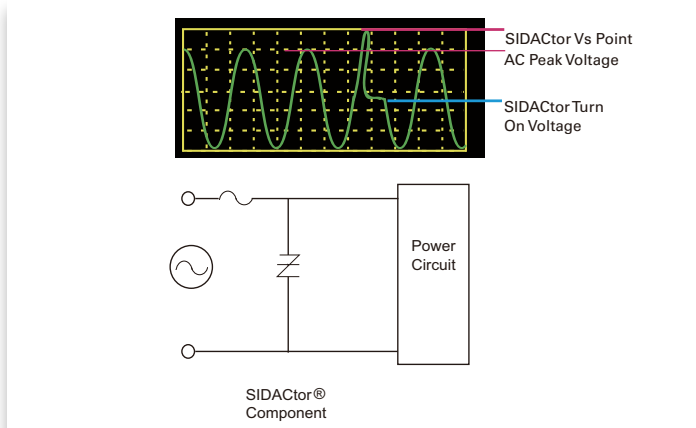 SIDACtor Vs Point
AC Peak Voltage
SIDACtor Turn
On Voltage
Power
Circuit
SIDACtor®
Component